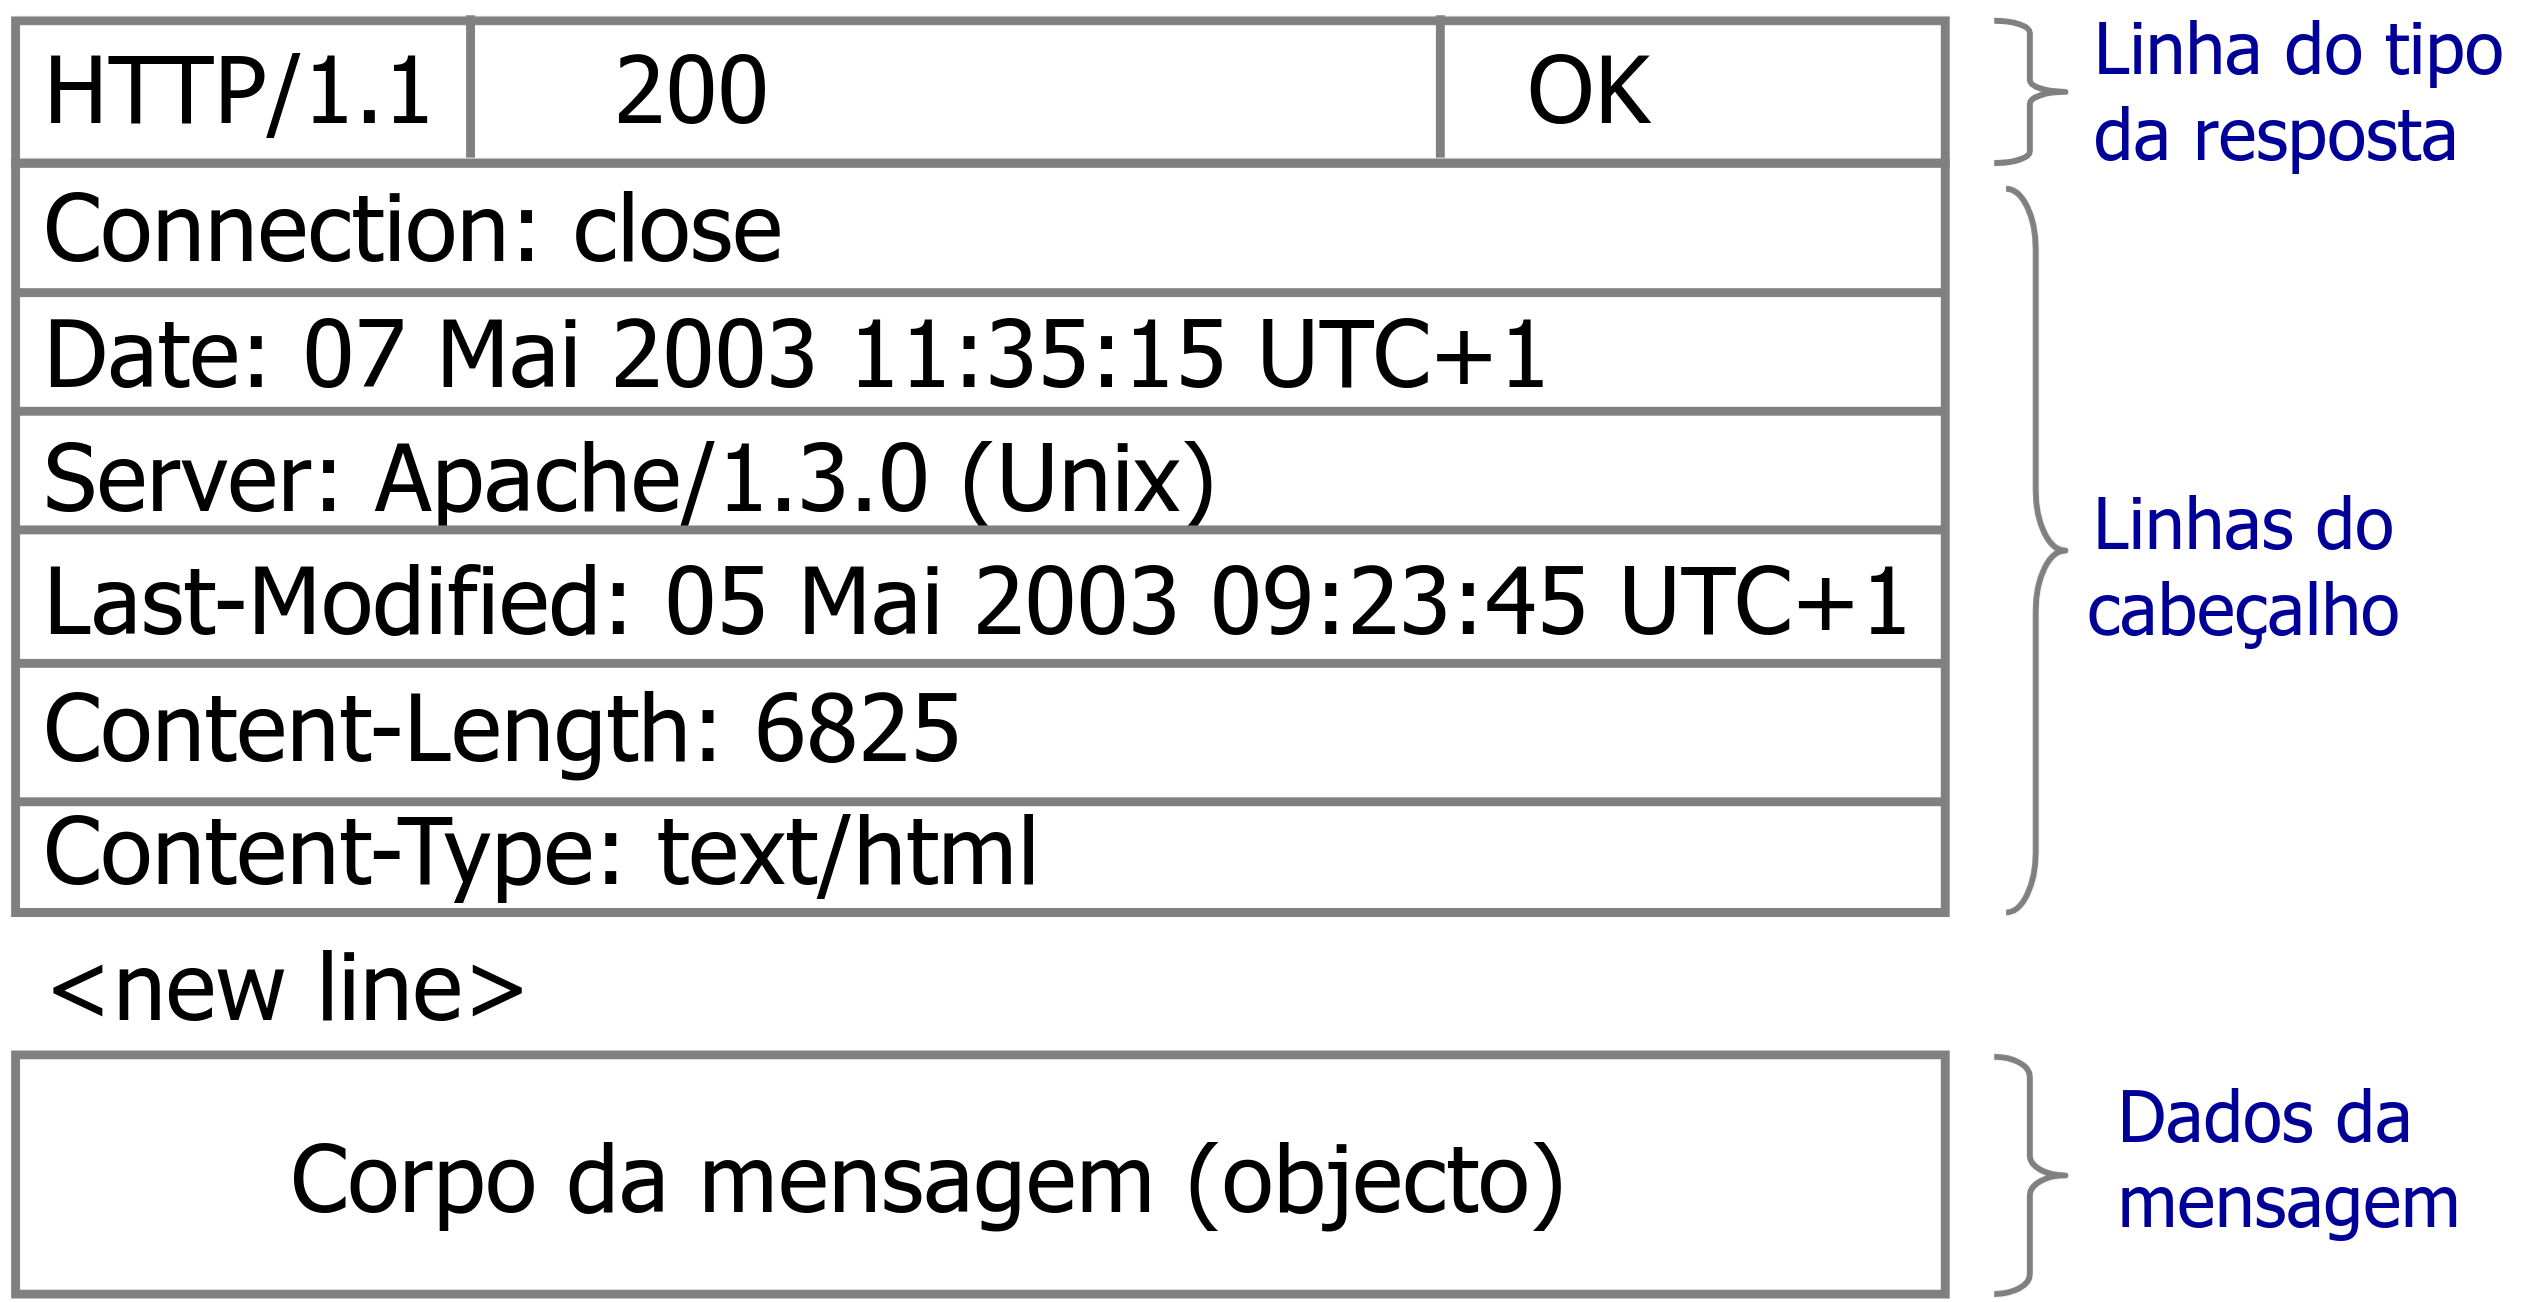 HTTP/1.1 200 OK
Linha do tipo
da resposta
Connection: close
Date: 07 Mai 2003 11:35:15 UTC+1
Server: Apache/1.3.0 (Unix)
Last-Modified: 05 Mai 2003 09:23:45 UTC+1
Content-Length: 6825
Content-Type: text/html
Linhas do
cabeçalho
<new line>
Corpo da mensagem (objecto)
Dados da
mensagem